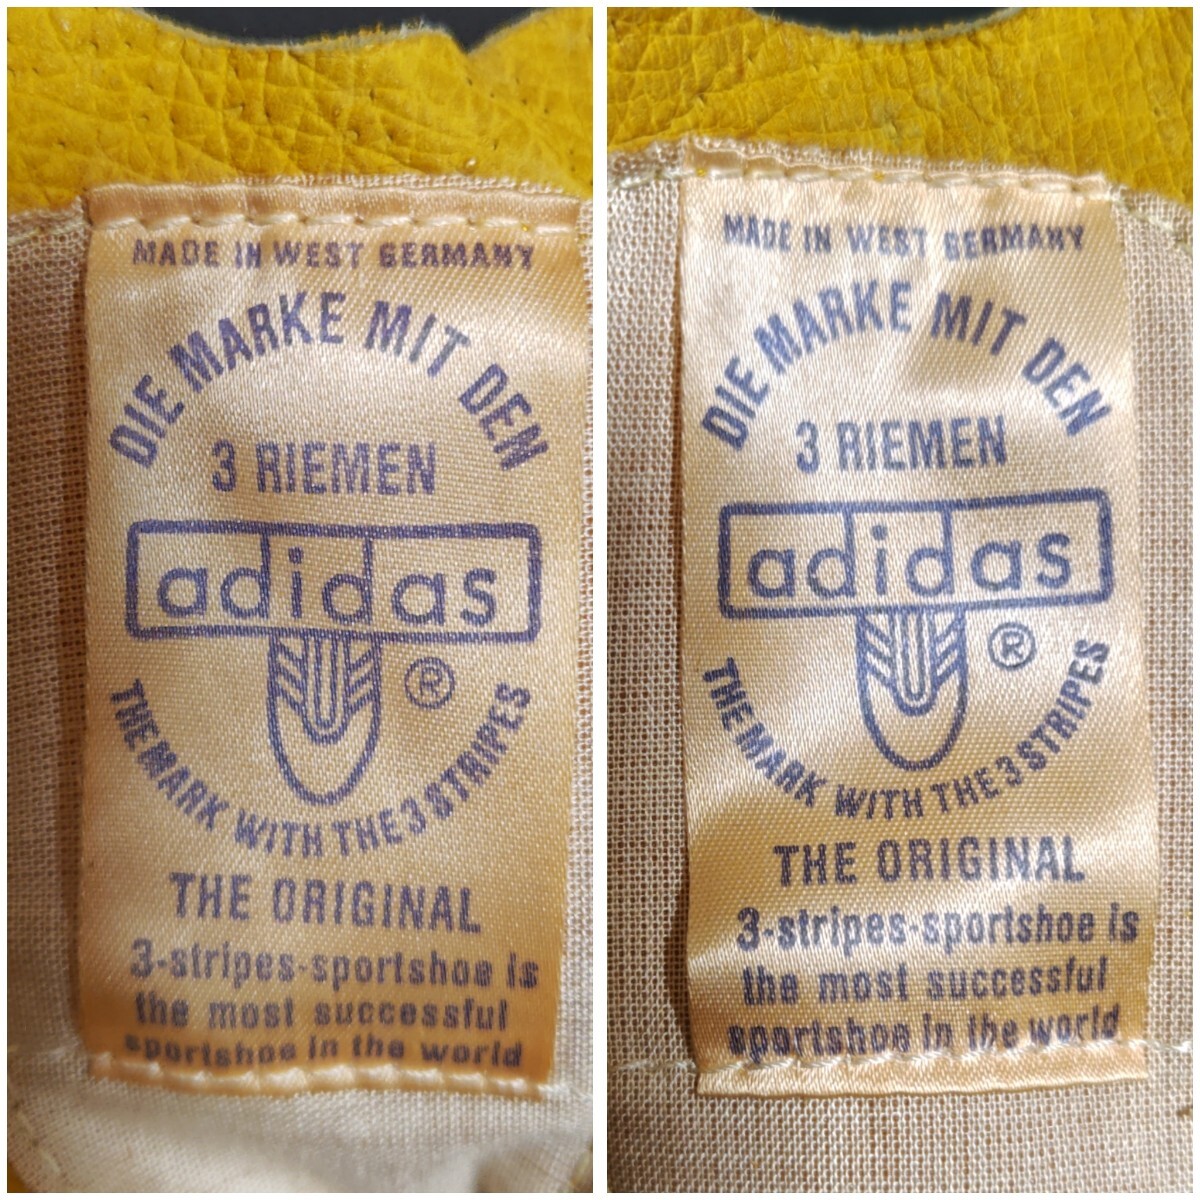 MADE IN WEST GERMANY
DIE MARKE MIT DEN
3 RIEMEN
adidas
®
THE MARK WITH THE 3 STRIPES
THE ORIGINAL
3-stripes-sportshoe is
the most successful
sportshoe in the world
MADE IN WEST GERMANY
DIE MARKE MIT DEN
3 RIEMEN
adidas
®
THE MARK WITH THE 3 STRIPES
THE ORIGINAL
3-stripes-sportshoe is
the most successful
sportshoe in the world